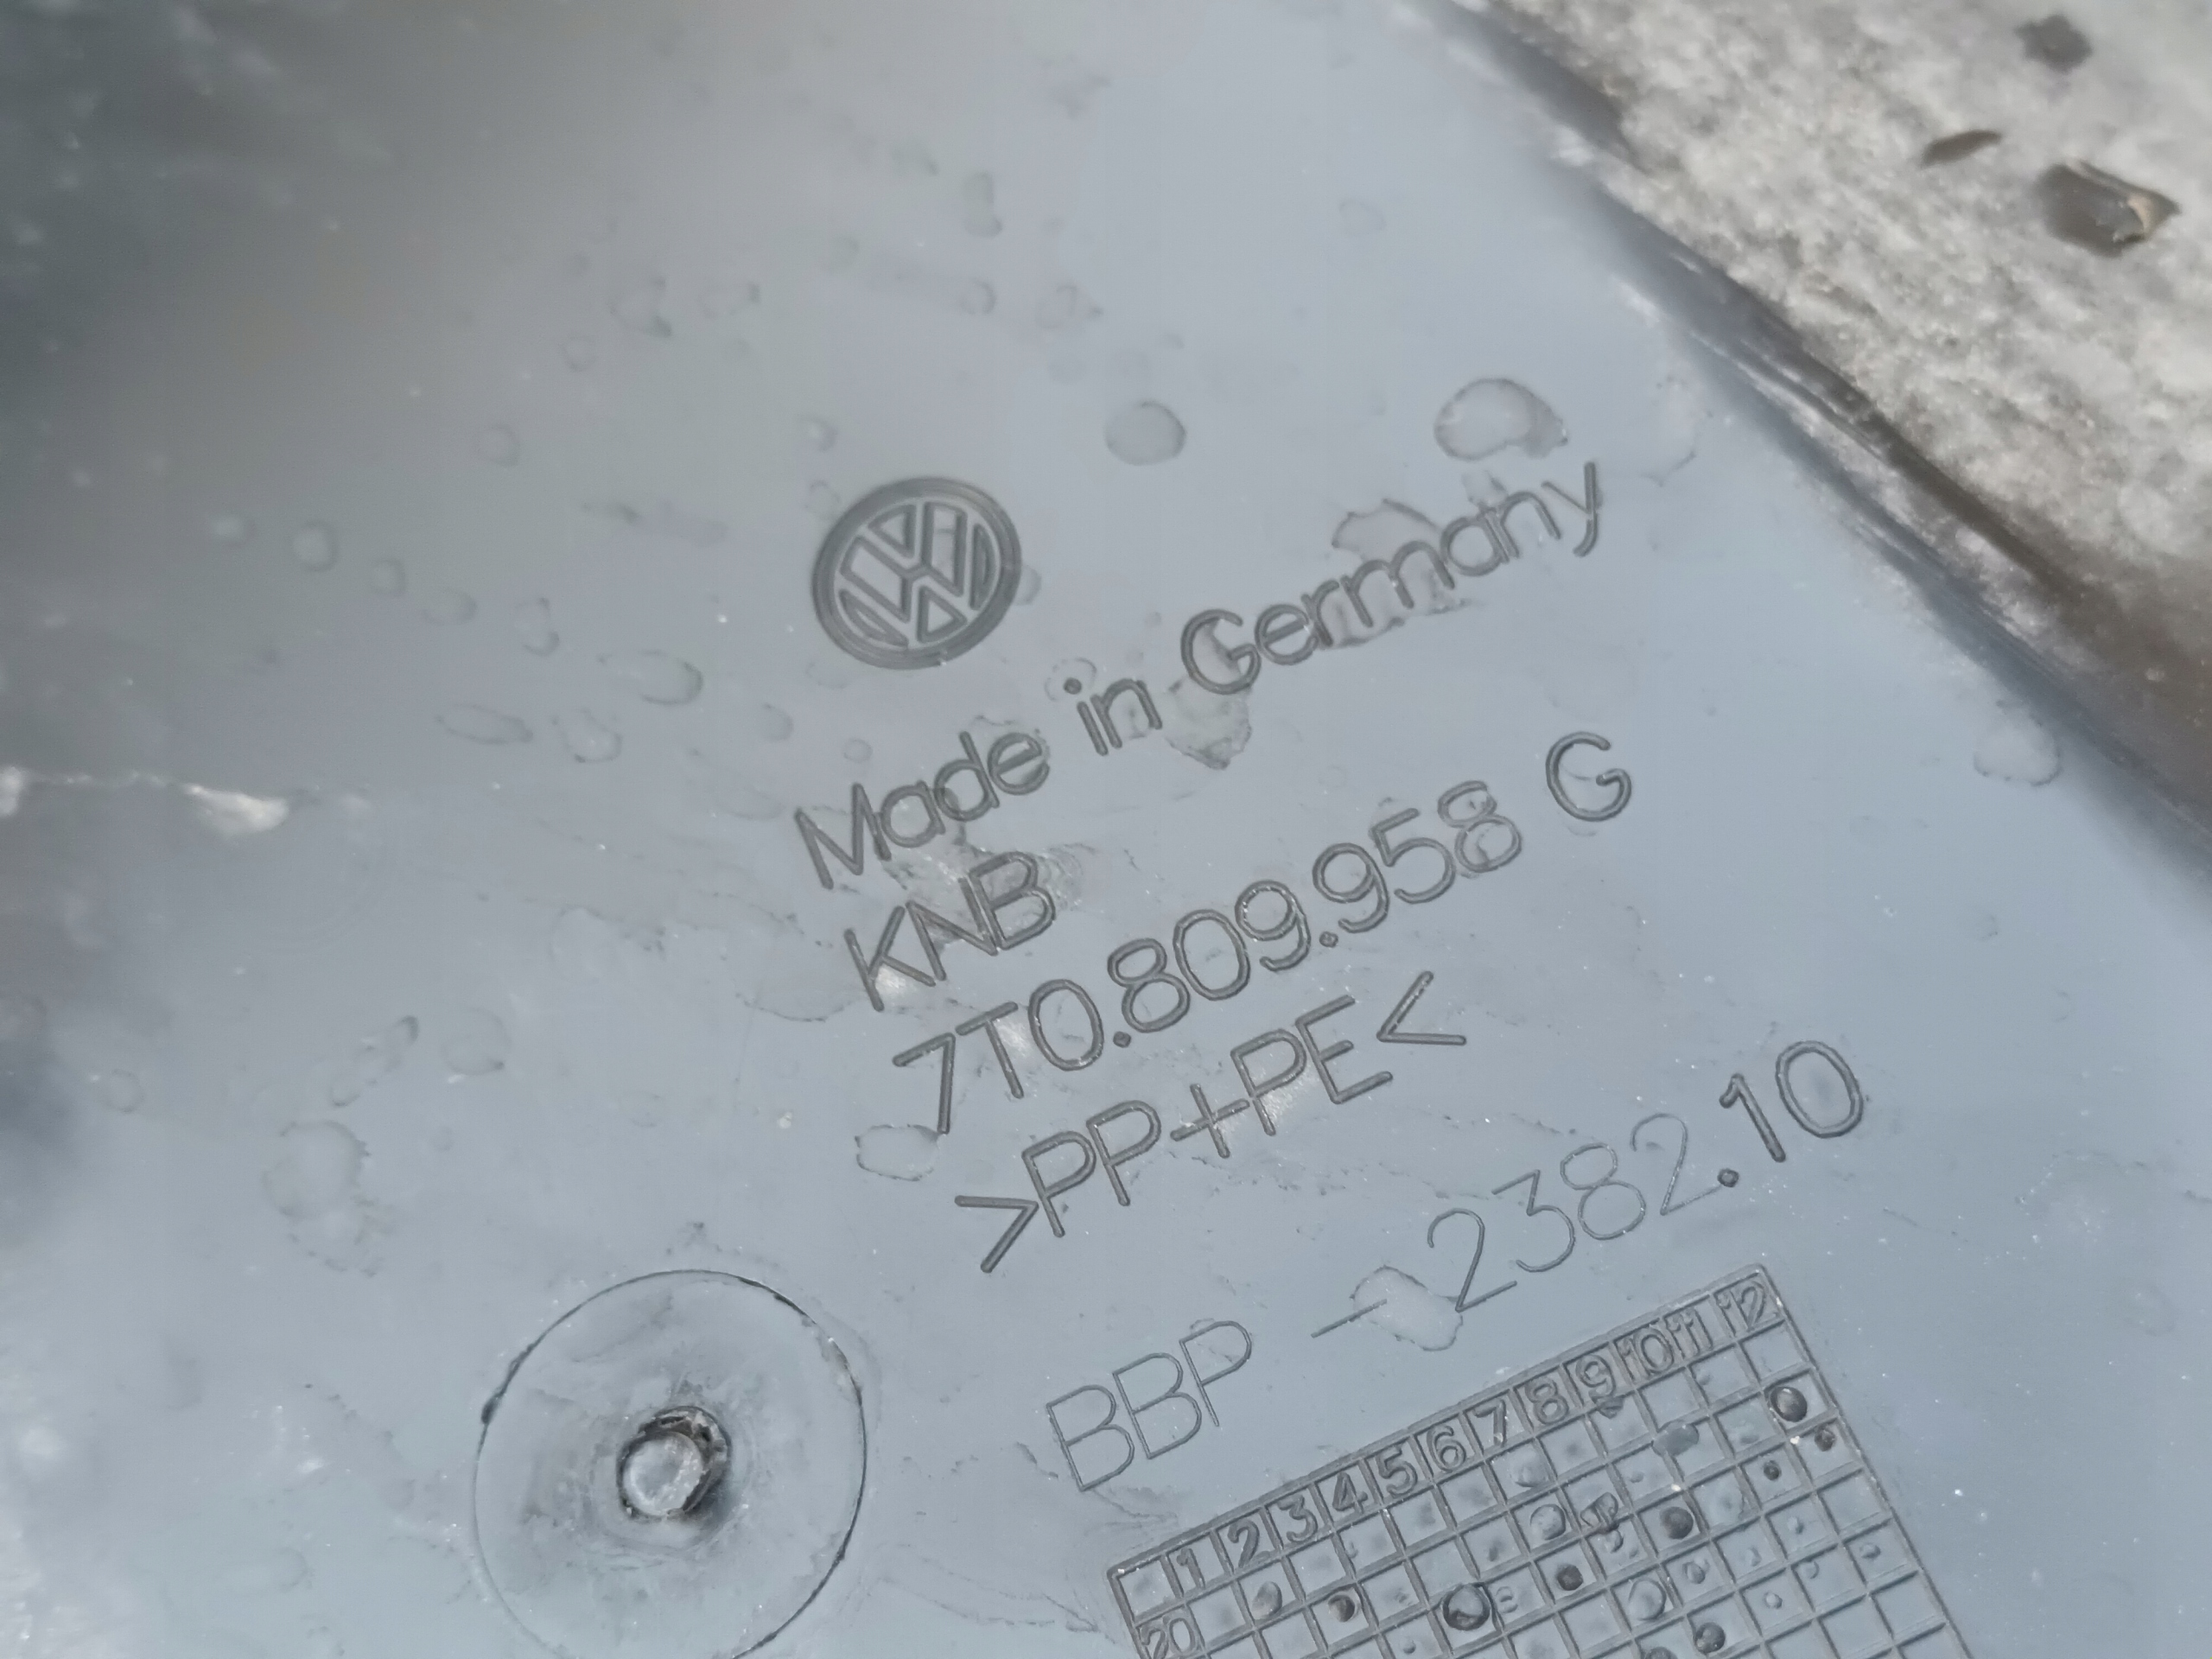 Made in Germany
KNB
7T0.809.958 G
>PP+PE<
BBP - 2382.10
1 2 3 4 5 6 7 8 9 10 11 12
20